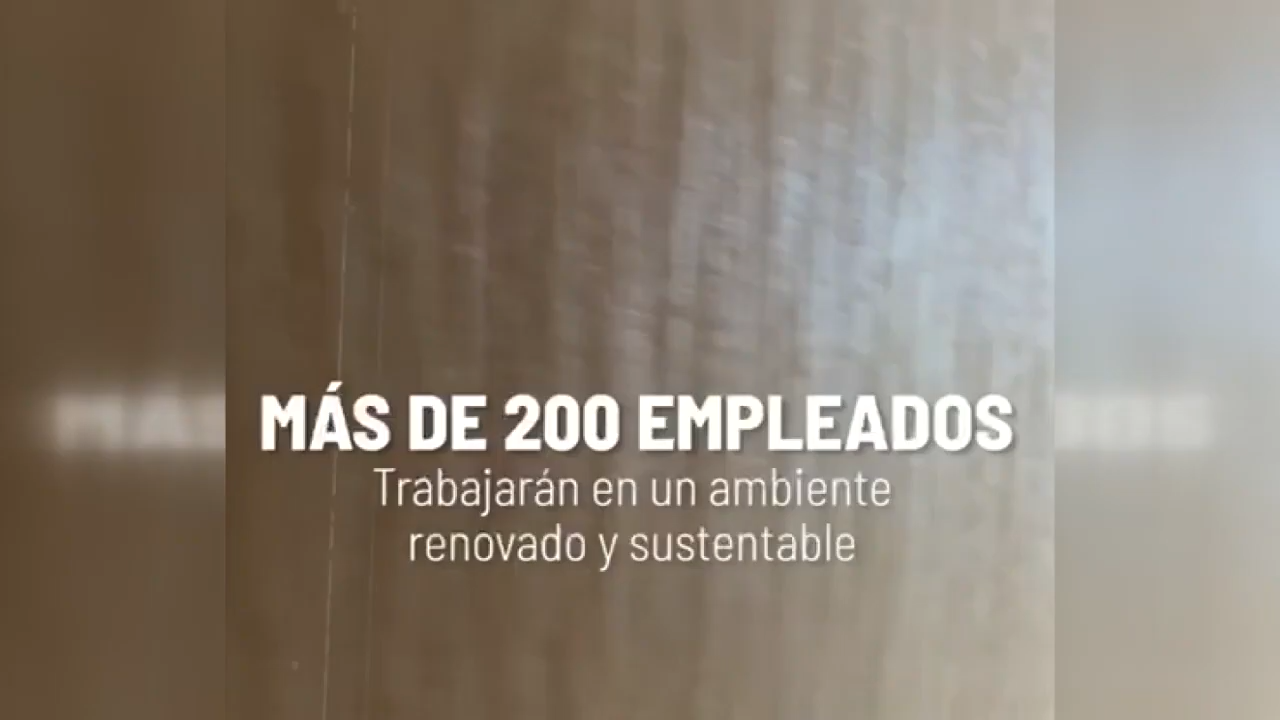 MÁS DE 200 EMPLEADOS
Trabajarán en un ambiente
renovado y sustentable